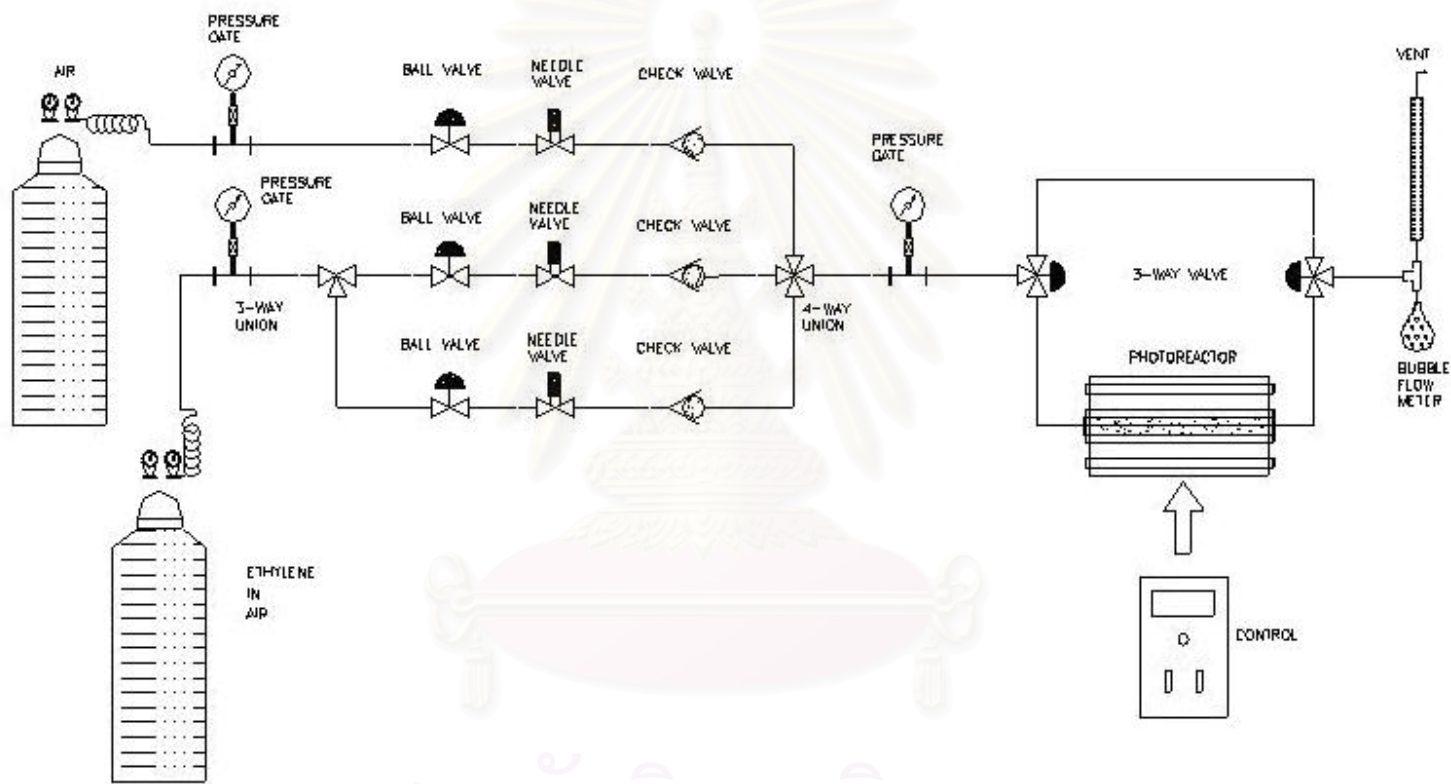 PRESSURE
GATE
AIR
BALL VALVE
NEEDLE
VALVE
CHECK VALVE
VENT
PRESSURE
GATE
PRESSURE
GATE
BALL VALVE
NEEDLE
VALVE
CHECK VALVE
3-WAY
UNION
4-WAY
UNION
3-WAY VALVE
BALL VALVE
NEEDLE
VALVE
CHECK VALVE
PHOTOREACTOR
BUBBLE
FLOW
METER
ETHYLENE
IN
AIR
CONTROL